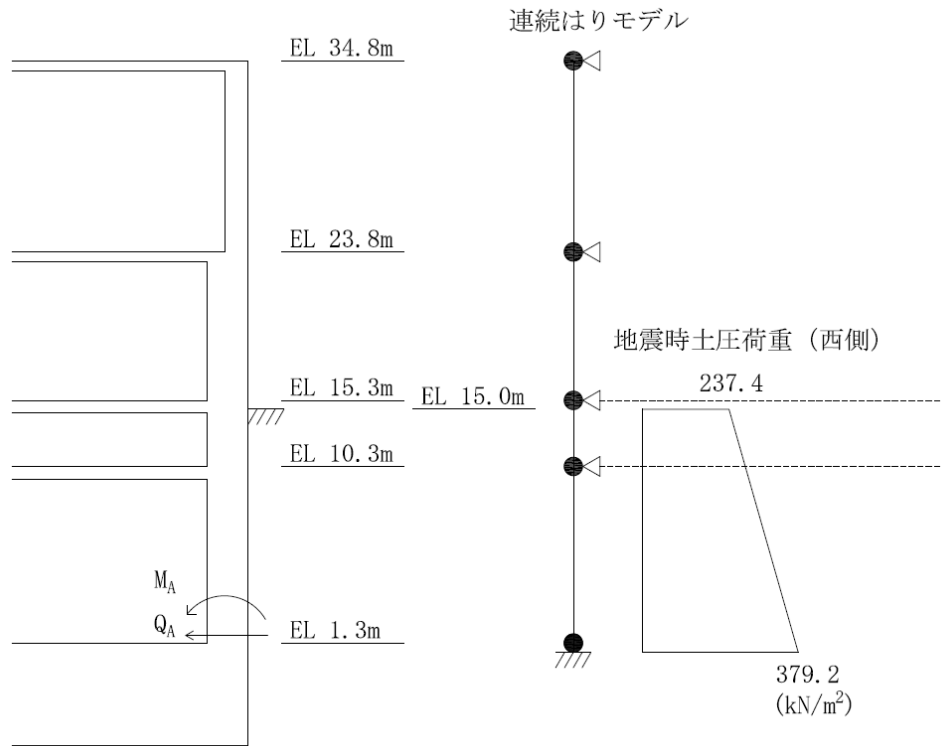 連続はりモデル
EL 34.8m
EL 23.8m
地震時土圧荷重（西側）
237.4
EL 15.3m
EL 15.0m
EL 10.3m
M_A
Q_A
EL 1.3m
379.2
(kN/m²)